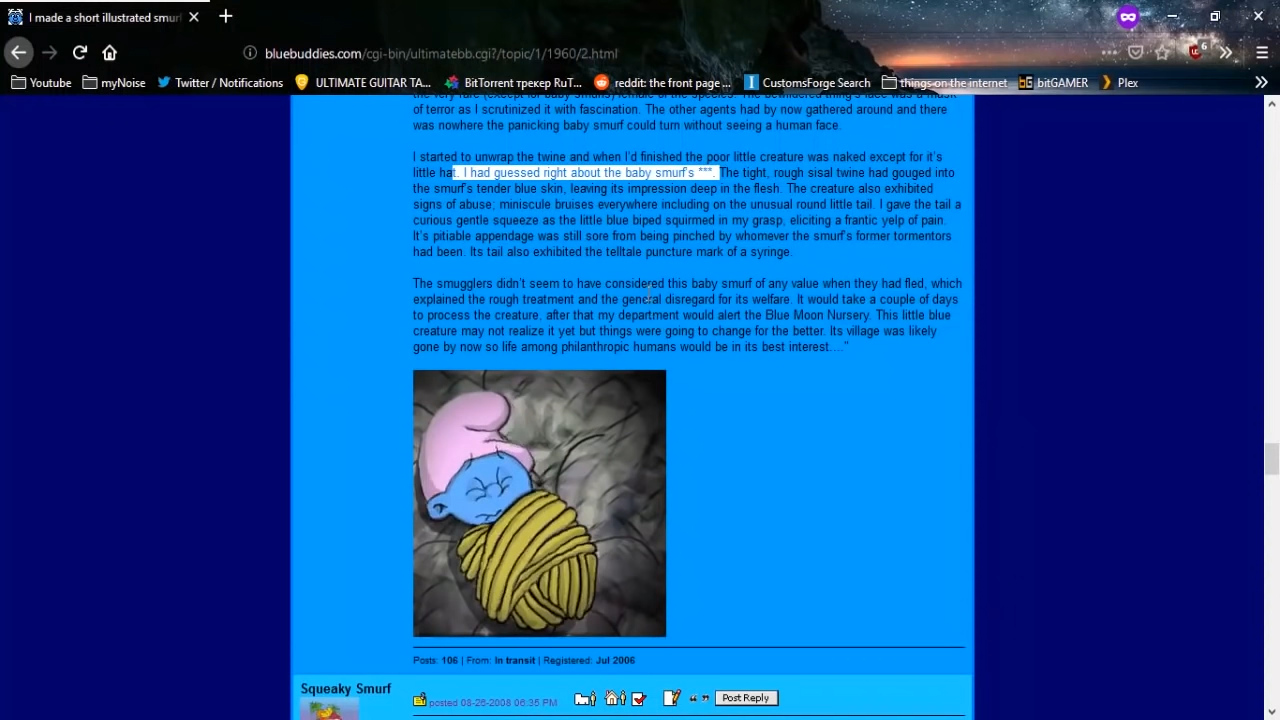 I made a short illustrated smurf
bluebuddies.com/cgi-bin/ultimatebb.cgi?/topic/1/1960/2.html
6
Youtube myNoise Twitter / Notifications ULTIMATE GUITAR TA... BitTorrent трекер RuT... reddit: the front page ... CustomsForge Search things on the internet bitGAMER Plex
of terror as I scrutinized it with fascination. The other agents had by now gathered around and there
was nowhere the panicking baby smurf could turn without seeing a human face.
I started to unwrap the twine and when I'd finished the poor little creature was naked except for it's
little hat. I had guessed right about the baby smurf's ***. The tight, rough sisal twine had gouged into
the smurf's tender blue skin, leaving its impression deep in the flesh. The creature also exhibited
signs of abuse; miniscule bruises everywhere including on the unusual round little tail. I gave the tail a
curious gentle squeeze as the little blue biped squirmed in my grasp, eliciting a frantic yelp of pain.
It's pitiable appendage was still sore from being pinched by whomever the smurf's former tormentors
had been. Its tail also exhibited the telltale puncture mark of a syringe.
The smugglers didn't seem to have considered this baby smurf of any value when they had fled, which
explained the rough treatment and the general disregard for its welfare. It would take a couple of days
to process the creature. after that my department would alert the Blue Moon Nursery. This little blue
creature may not realize it yet but things were going to change for the better. Its village was likely
gone by now so life among philanthropic humans would be in its best interest...."
Posts: 106 | From: In transit | Registered: Jul 2006
Squeaky Smurf
posted 08-26-2008 06:35 PM Post Reply